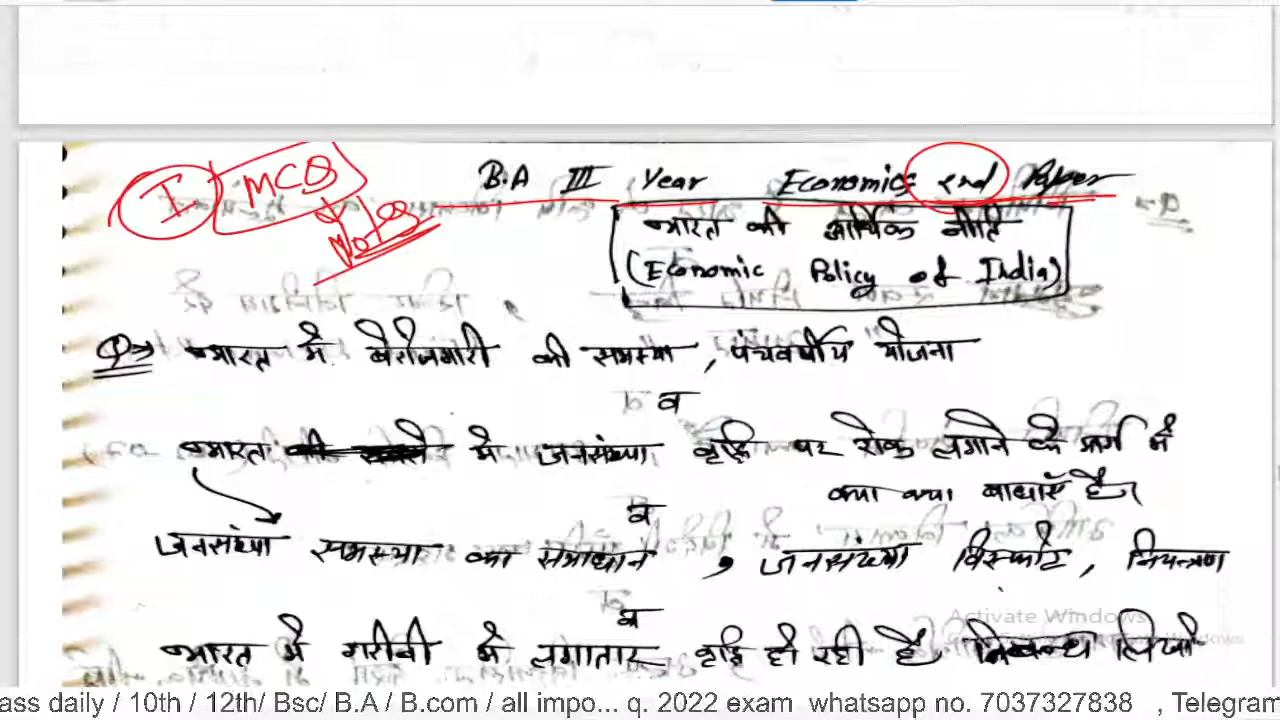 I MCQ
व Notes
B.A III Year Economics 2nd Paper
भारत की आर्थिक नीति
(Economic Policy of India)
Q⇒ भारत में बेरोजगारी की समस्या, पंचवर्षीय योजना
व
भारत में जनसंख्या वृद्धि पर रोक लगाने के मार्ग में
क्या क्या बाधाएँ है।
व
जनसंख्या समस्या का समाधान , जनसंख्या विस्फोट, नियन्त्रण
व
भारत में गरीबी में लगातार वृद्धि हो रही है निबन्ध लिखो
Activate Windows
ass daily / 10th / 12th/ Bsc/ B.A / B.com / all impo... q. 2022 exam whatsapp no. 7037327838 , Telegram